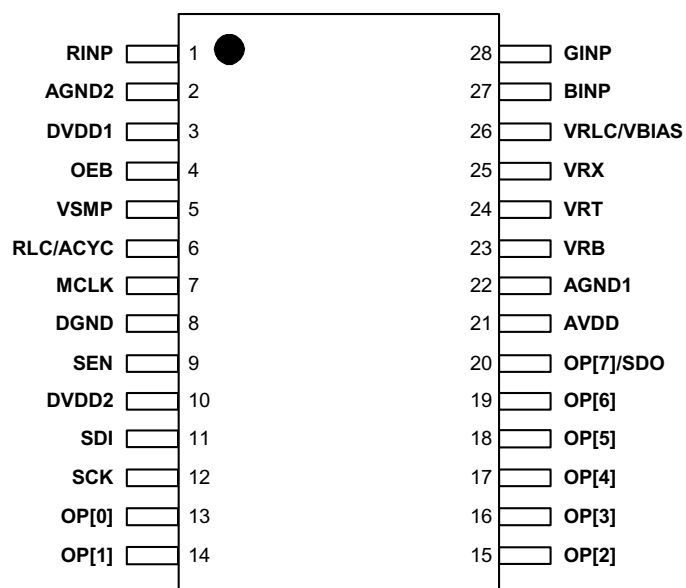 RINP 1 28 GINP
AGND2 2 27 BINP
DVDD1 3 26 VRLC/VBIAS
OEB 4 25 VRX
VSMP 5 24 VRT
RLC/ACYC 6 23 VRB
MCLK 7 22 AGND1
DGND 8 21 AVDD
SEN 9 20 OP[7]/SDO
DVDD2 10 19 OP[6]
SDI 11 18 OP[5]
SCK 12 17 OP[4]
OP[0] 13 16 OP[3]
OP[1] 14 15 OP[2]